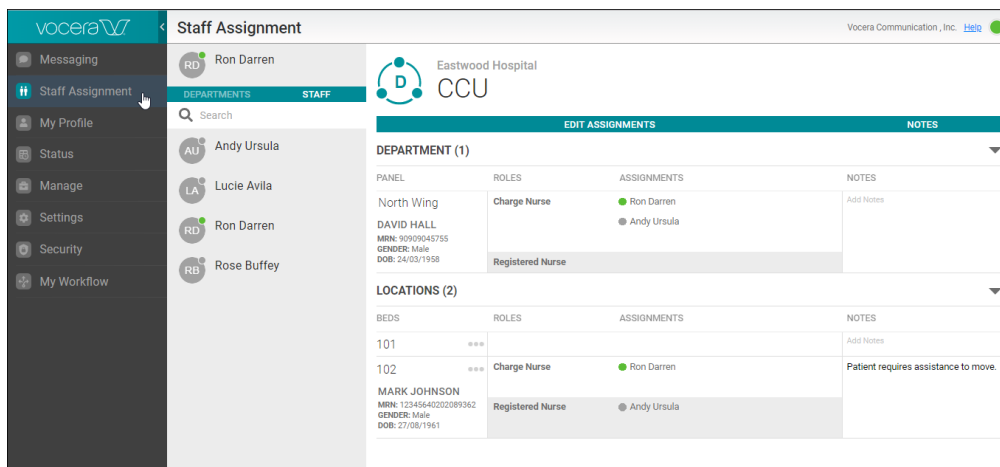 vocera
Staff Assignment
Vocera Communication , Inc. Help
Messaging
Staff Assignment
My Profile
Status
Manage
Settings
Security
My Workflow
RD Ron Darren
DEPARTMENTS STAFF
Search
AU Andy Ursula
LA Lucie Avila
RD Ron Darren
RB Rose Buffey
D
Eastwood Hospital
CCU
EDIT ASSIGNMENTS NOTES
DEPARTMENT (1)
PANEL ROLES ASSIGNMENTS NOTES
North Wing Charge Nurse Ron Darren Add Notes
DAVID HALL Andy Ursula
MRN: 90909045755
GENDER: Male
DOB: 24/03/1958 Registered Nurse
LOCATIONS (2)
BEDS ROLES ASSIGNMENTS NOTES
101 Add Notes
102 Charge Nurse Ron Darren Patient requires assistance to move.
MARK JOHNSON
MRN: 12345640202089362 Registered Nurse Andy Ursula
GENDER: Male
DOB: 27/08/1961